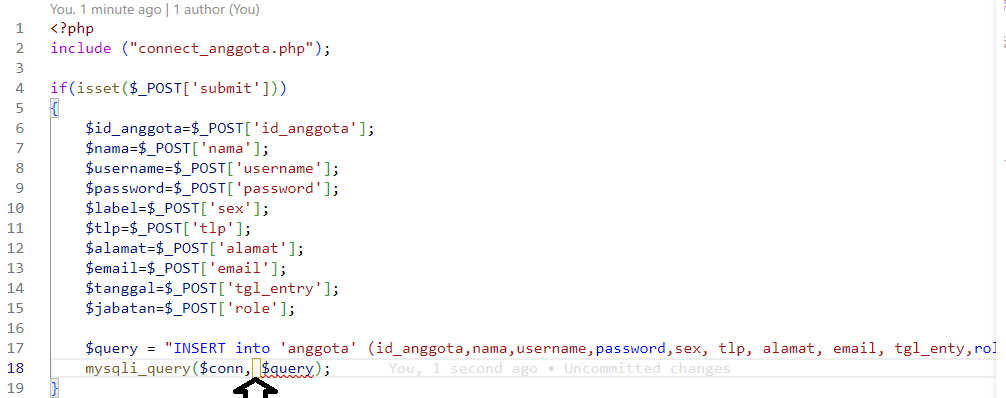 You, 1 minute ago | 1 author (You)
1 <?php
2 include ("connect_anggota.php");
3
4 if(isset($_POST['submit']))
5 {
6 $id_anggota=$_POST['id_anggota'];
7 $nama=$_POST['nama'];
8 $username=$_POST['username'];
9 $password=$_POST['password'];
10 $label=$_POST['sex'];
11 $tlp=$_POST['tlp'];
12 $alamat=$_POST['alamat'];
13 $email=$_POST['email'];
14 $tanggal=$_POST['tgl_entry'];
15 $jabatan=$_POST['role'];
16
17 $query = "INSERT into 'anggota' (id_anggota,nama,username,password,sex, tlp, alamat, email, tgl_enty,rol
18 mysqli_query($conn, $query); You, 1 second ago • Uncommitted changes
19 }